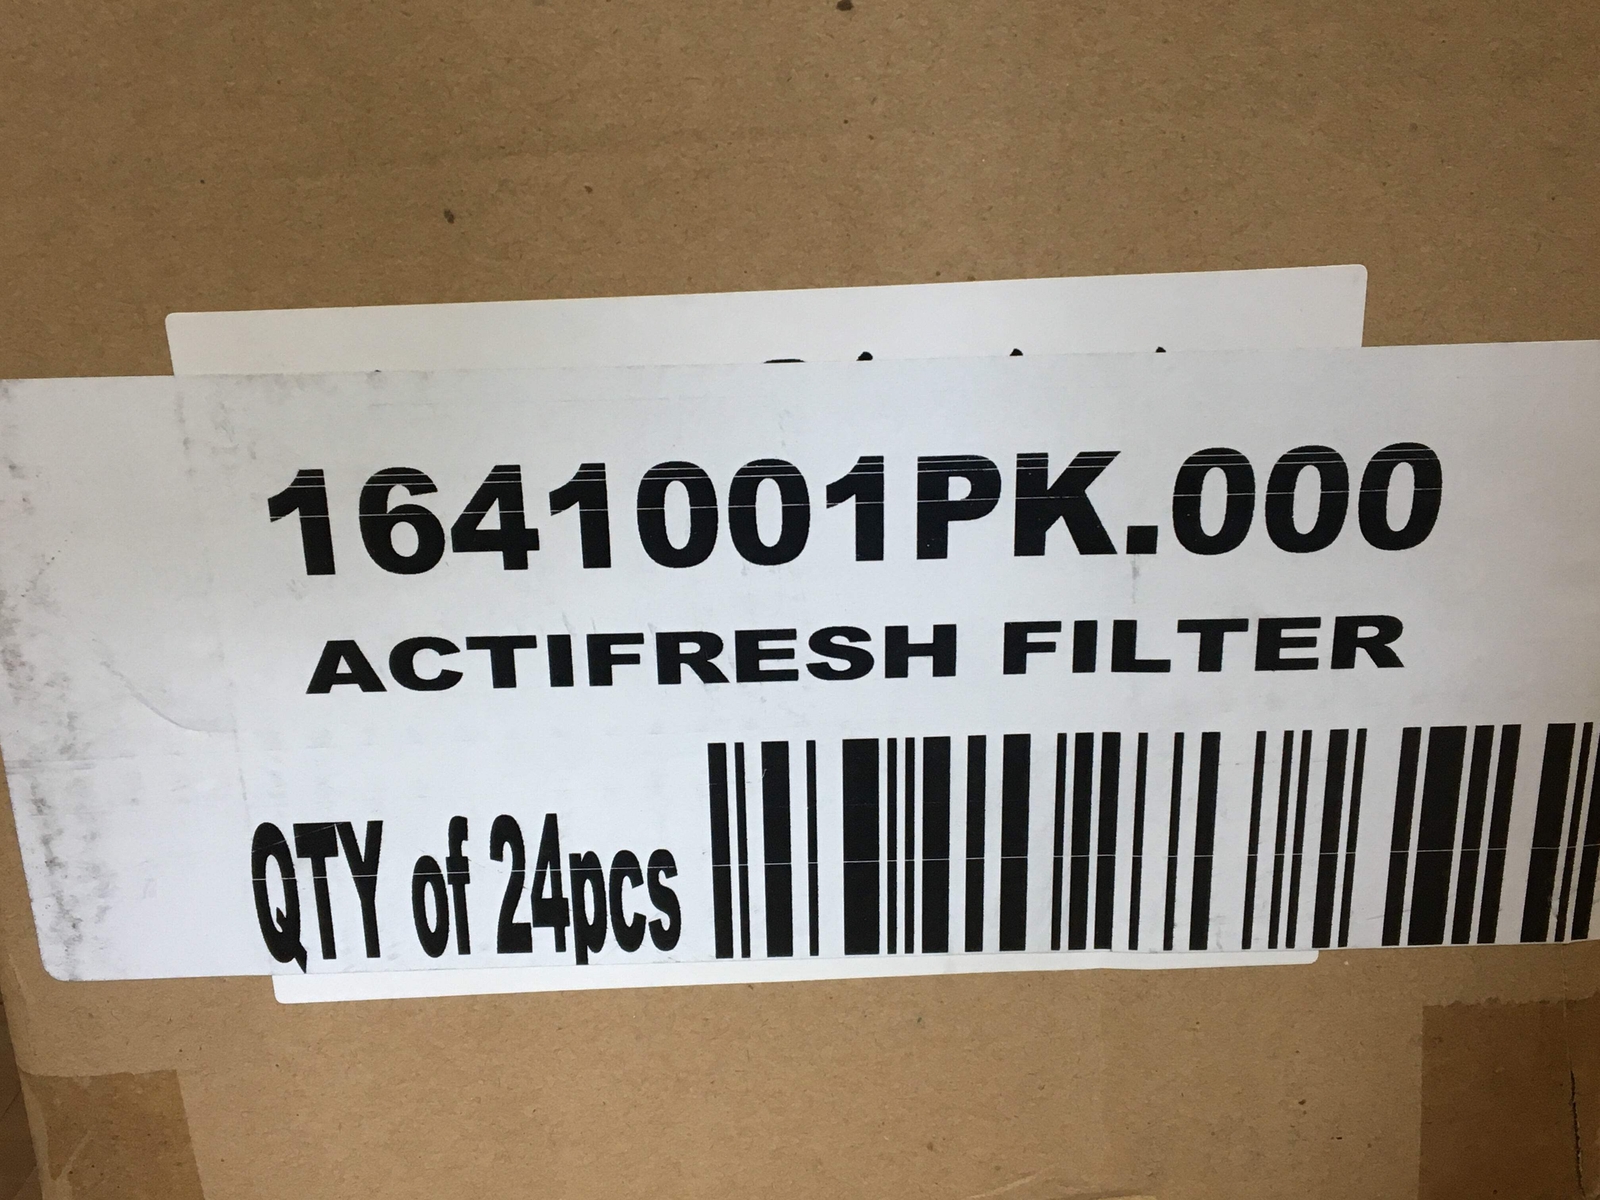 1641001PK.000
ACTIFRESH FILTER
QTY of 24pcs